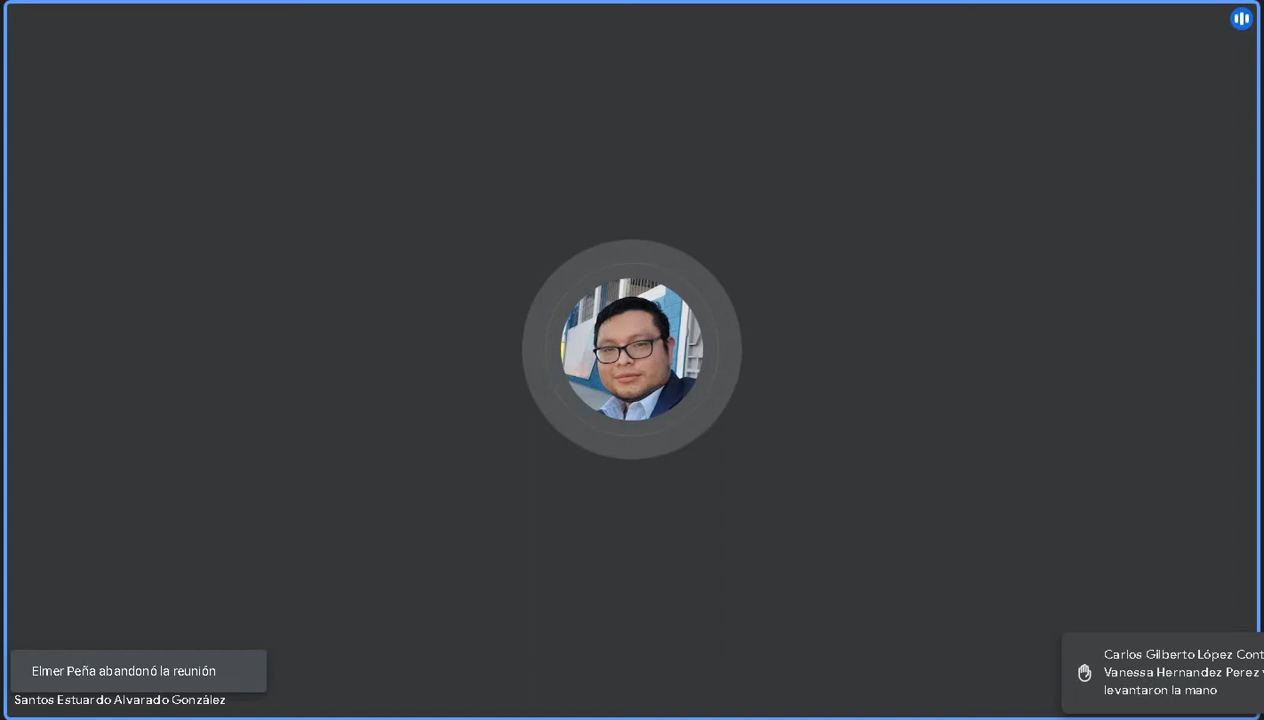 Elmer Peña abandonó la reunión
Santos Estuardo Alvarado González
Carlos Gilberto López Cont
Vanessa Hernandez Perez
levantaron la mano